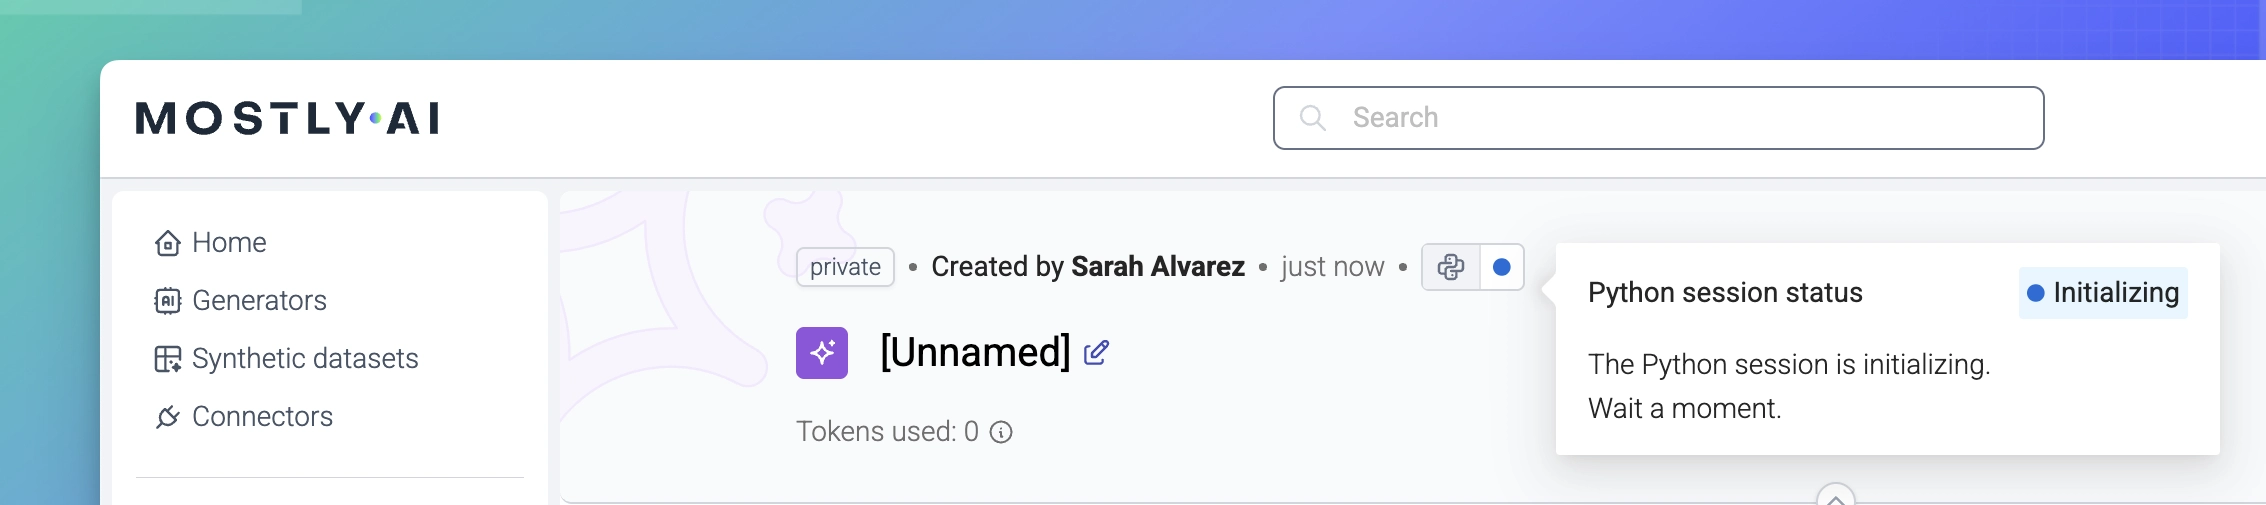 MOSTLY·AI
Search
Home
Generators
Synthetic datasets
Connectors
private • Created by Sarah Alvarez • just now •
[Unnamed]
Tokens used: 0
Python session status
Initializing
The Python session is initializing.
Wait a moment.